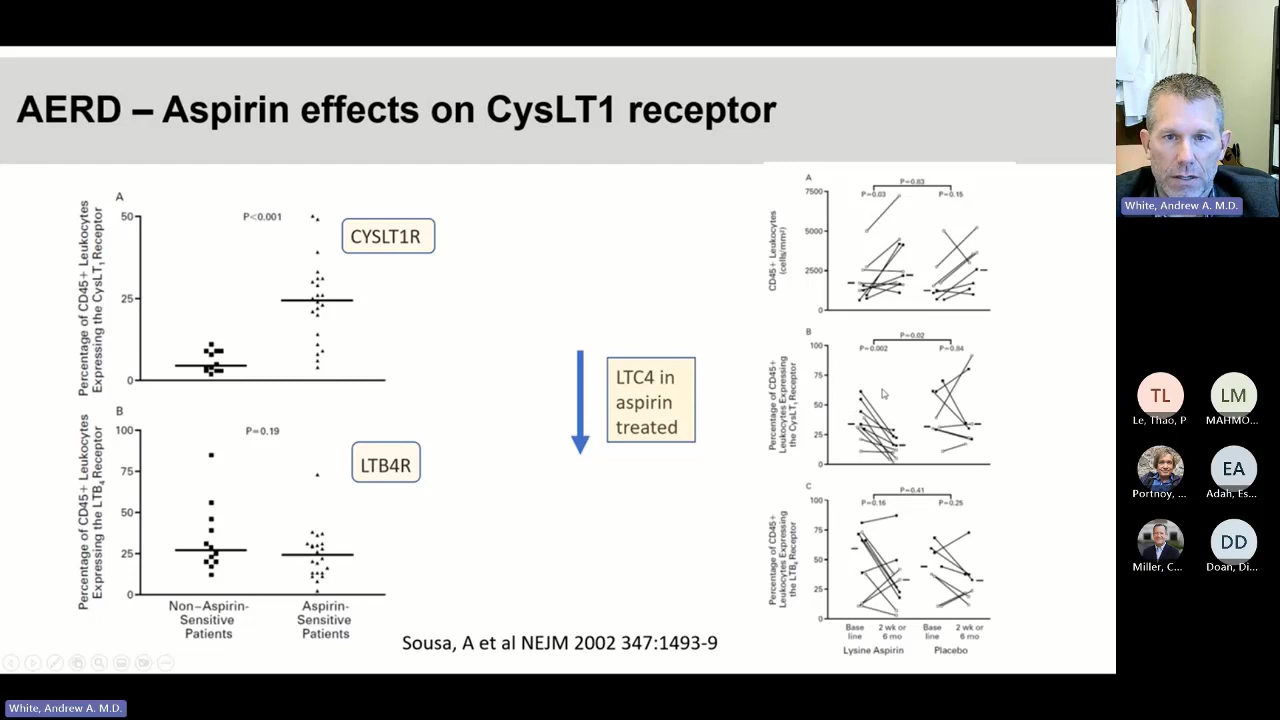 AERD – Aspirin effects on CysLT1 receptor
A
Percentage of CD45+ Leukocytes
Expressing the CysLT1 Receptor
50
25
0
P<0.001
CYSLT1R
B
Percentage of CD45+ Leukocytes
Expressing the LTB4 Receptor
100
75
50
25
0
P=0.19
LTB4R
Non–Aspirin-
Sensitive
Patients
Aspirin-
Sensitive
Patients
LTC4 in
aspirin
treated
Sousa, A et al NEJM 2002 347:1493-9
A
P=0.83
P=0.03
P=0.15
CD45+ Leukocytes
(cells/mm²)
7500
5000
2500
0
B
P=0.02
P=0.002
P=0.84
Percentage of CD45+
Leukocytes Expressing
the CysLT1 Receptor
100
75
50
25
0
C
P=0.41
P=0.16
P=0.25
Percentage of CD45+
Leukocytes Expressing
the LTB4 Receptor
100
75
50
25
0
Base
line
2 wk or
6 mo
Base
line
2 wk or
6 mo
Lysine Aspirin
Placebo
White, Andrew A. M.D.
TL
LM
Le, Thao, P
MAHMO...
EA
Portnoy, ...
Adah, Es...
DD
Miller, C...
Doan, Di...
White, Andrew A. M.D.